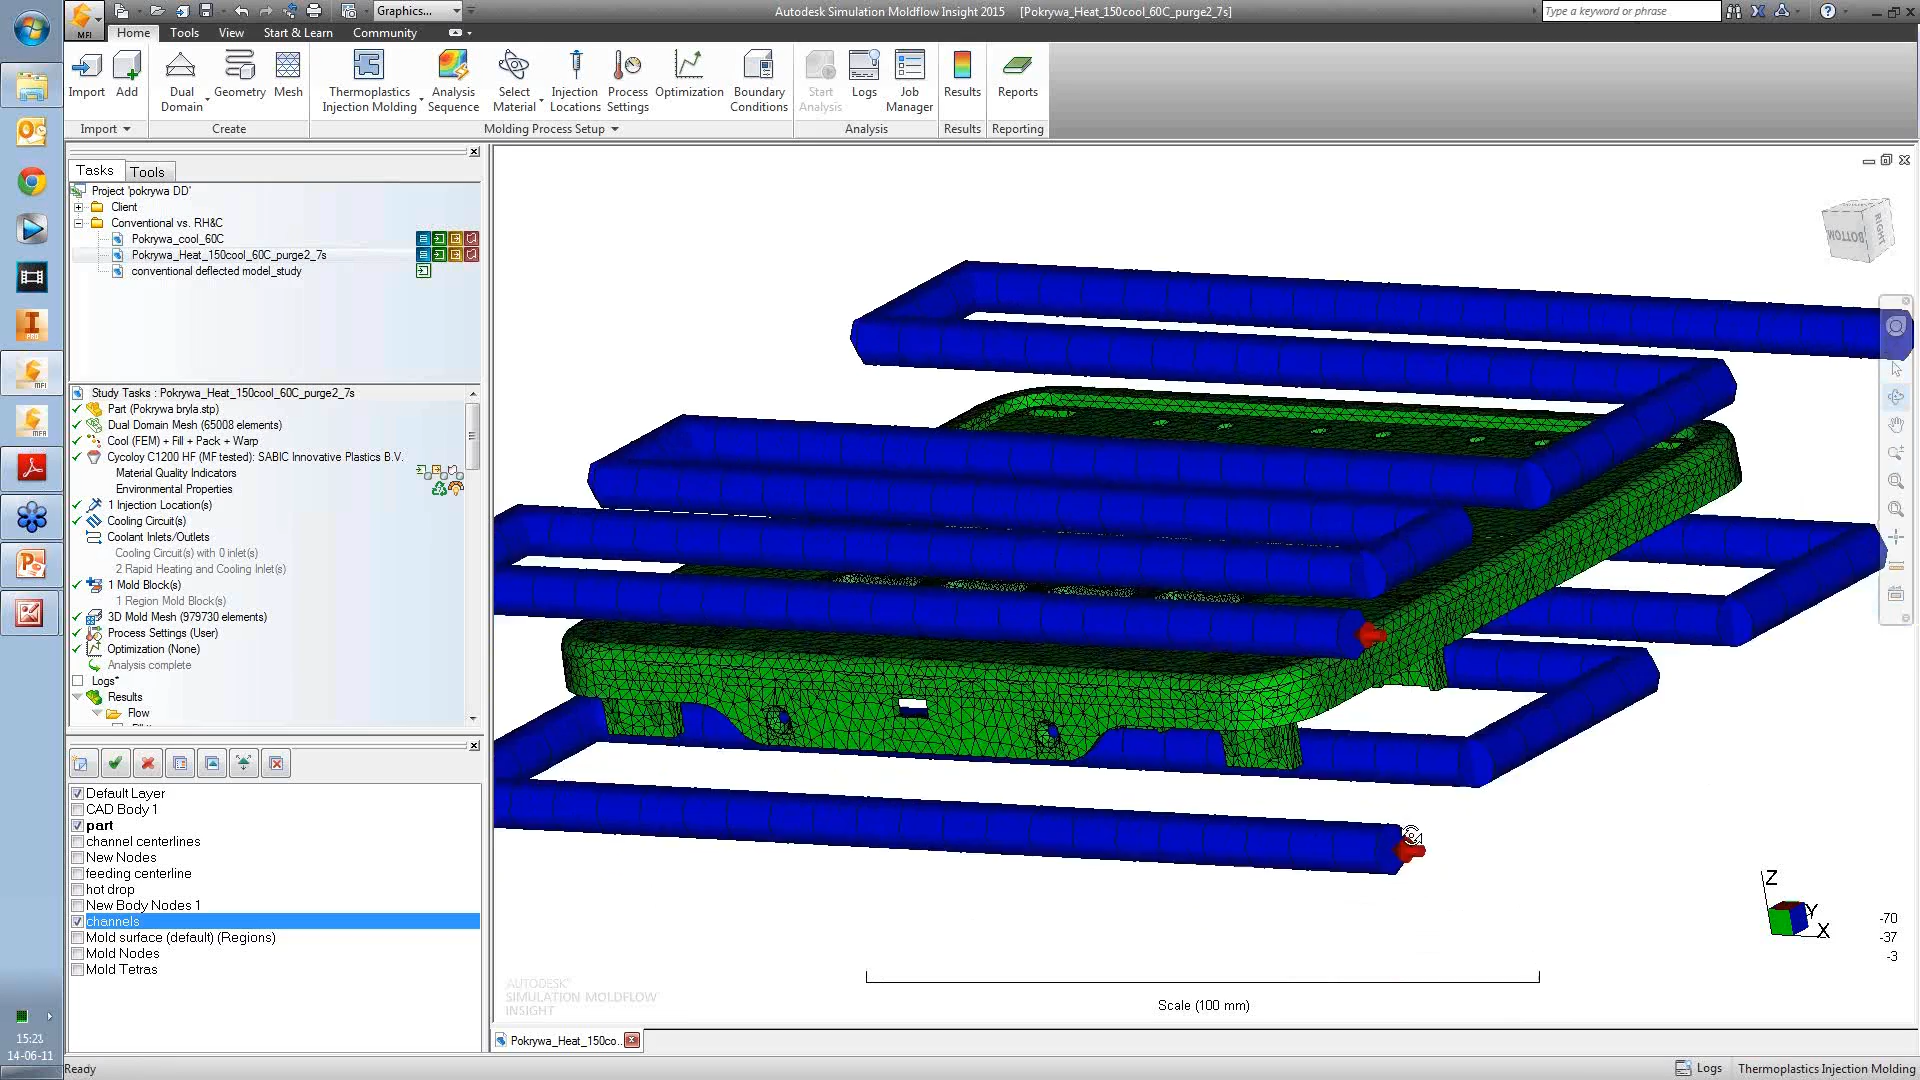 Graphics...
Autodesk Simulation Moldflow Insight 2015 [Pokrywa_Heat_150cool_60C_purge2_7s]
Type a keyword or phrase
MFI
Home
Tools
View
Start & Learn
Community
Import
Add
Dual
Domain
Geometry
Mesh
Thermoplastics
Injection Molding
Analysis
Sequence
Select
Material
Injection
Locations
Process
Settings
Optimization
Boundary
Conditions
Start
Analysis
Logs
Job
Manager
Results
Reports
Import
Create
Molding Process Setup
Analysis
Results
Reporting
Tasks
Tools
Project 'pokrywa DD'
Client
Conventional vs. RH&C
Pokrywa_cool_60C
Pokrywa_Heat_150cool_60C_purge2_7s
conventional deflected model_study
Study Tasks : Pokrywa_Heat_150cool_60C_purge2_7s
Part (Pokrywa bryla.stp)
Dual Domain Mesh (65008 elements)
Cool (FEM) + Fill + Pack + Warp
Cycoloy C1200 HF (MF tested): SABIC Innovative Plastics B.V.
Material Quality Indicators
Environmental Properties
1 Injection Location(s)
Cooling Circuit(s)
Coolant Inlets/Outlets
Cooling Circuit(s) with 0 inlet(s)
2 Rapid Heating and Cooling Inlet(s)
1 Mold Block(s)
1 Region Mold Block(s)
3D Mold Mesh (979730 elements)
Process Settings (User)
Optimization (None)
Analysis complete
Logs*
Results
Flow
Default Layer
CAD Body 1
part
channel centerlines
New Nodes
feeding centerline
hot drop
New Body Nodes 1
channels
Mold surface (default) (Regions)
Mold Nodes
Mold Tetras
BOTTOM
RIGHT
Z
Y
X
-70
-37
-3
AUTODESK
SIMULATION MOLDFLOW
INSIGHT
Scale (100 mm)
Pokrywa_Heat_150co...
15:21
14-06-11
Ready
Logs
Thermoplastics Injection Molding